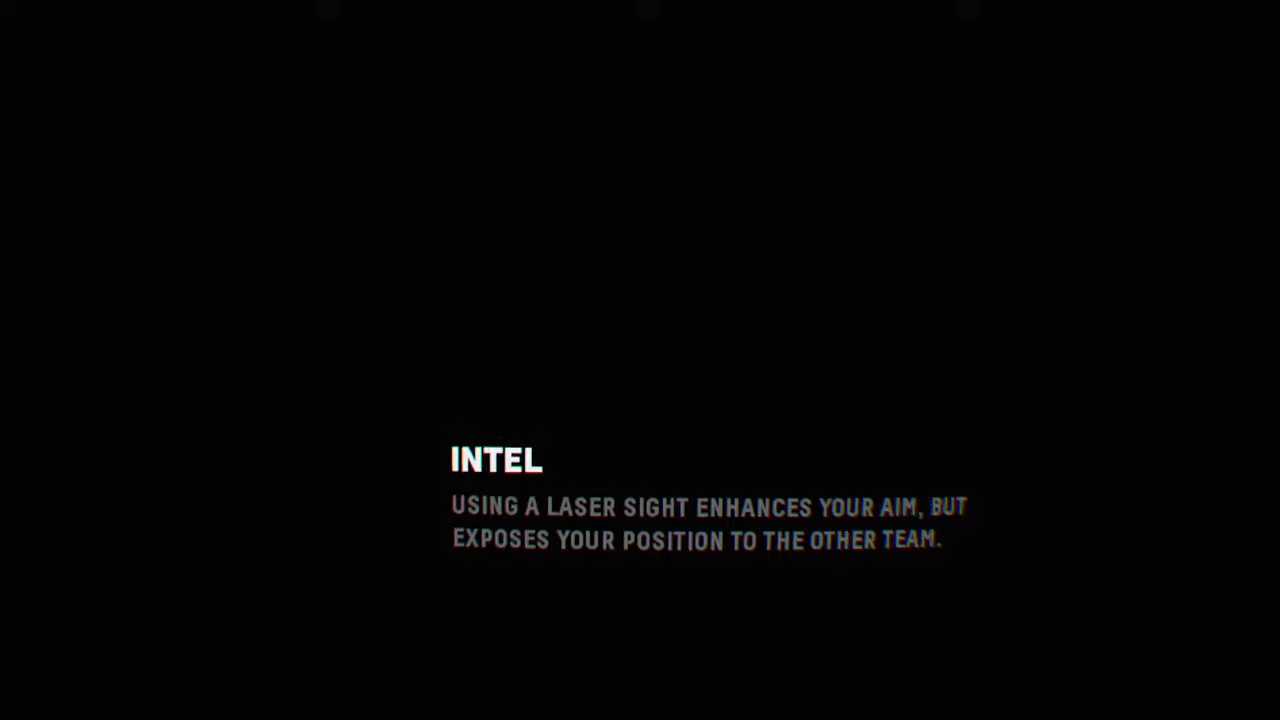 INTEL
USING A LASER SIGHT ENHANCES YOUR AIM, BUT
EXPOSES YOUR POSITION TO THE OTHER TEAM.